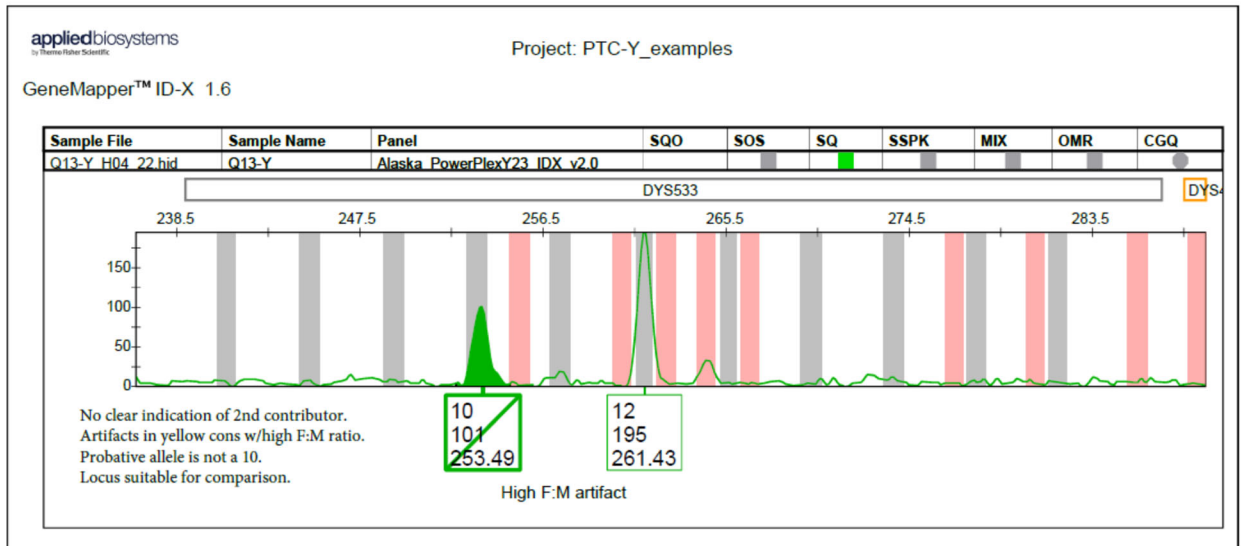 appliedbiosystems
by Thermo Fisher Scientific
Project: PTC-Y_examples
GeneMapper™ ID-X 1.6
Sample File Sample Name Panel SQO SOS SQ SSPK MIX OMR CGQ
Q13-Y_H04_22.hid Q13-Y Alaska_PowerPlexY23_IDX_v2.0
DYS533 DYS4
238.5 247.5 256.5 265.5 274.5 283.5
150
100
50
0
10
101
253.49
12
195
261.43
No clear indication of 2nd contributor.
Artifacts in yellow cons w/high F:M ratio.
Probative allele is not a 10.
Locus suitable for comparison.
High F:M artifact